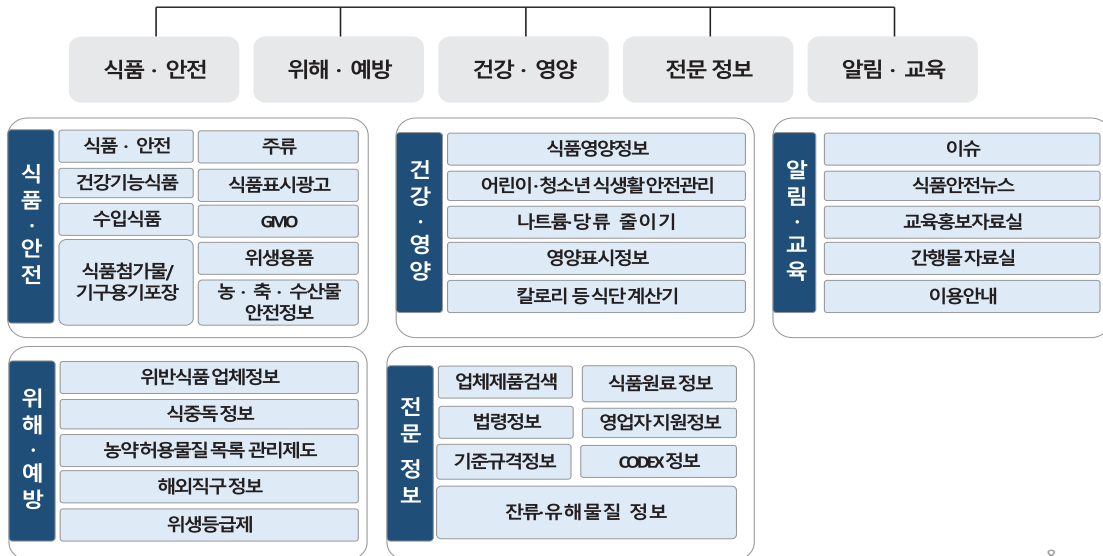 식품 · 안전
위해 · 예방
건강 · 영양
전문 정보
알림 · 교육
식품 · 안전
식품 · 안전
주류
건강기능식품
식품표시광고
수입식품
GMO
식품첨가물/
기구용기포장
위생용품
농 · 축 · 수산물
안전정보
건강 · 영양
식품영양정보
어린이·청소년 식생활 안전관리
나트륨·당류 줄이기
영양표시정보
칼로리 등 식단 계산기
알림 · 교육
이슈
식품안전뉴스
교육홍보자료실
간행물 자료실
이용안내
위해 · 예방
위반식품 업체정보
식중독 정보
농약허용물질 목록 관리제도
해외직구 정보
위생등급제
전문 정보
업체제품검색
식품원료 정보
법령정보
영업자 지원정보
기준규격정보
CODEX 정보
잔류·유해물질 정보